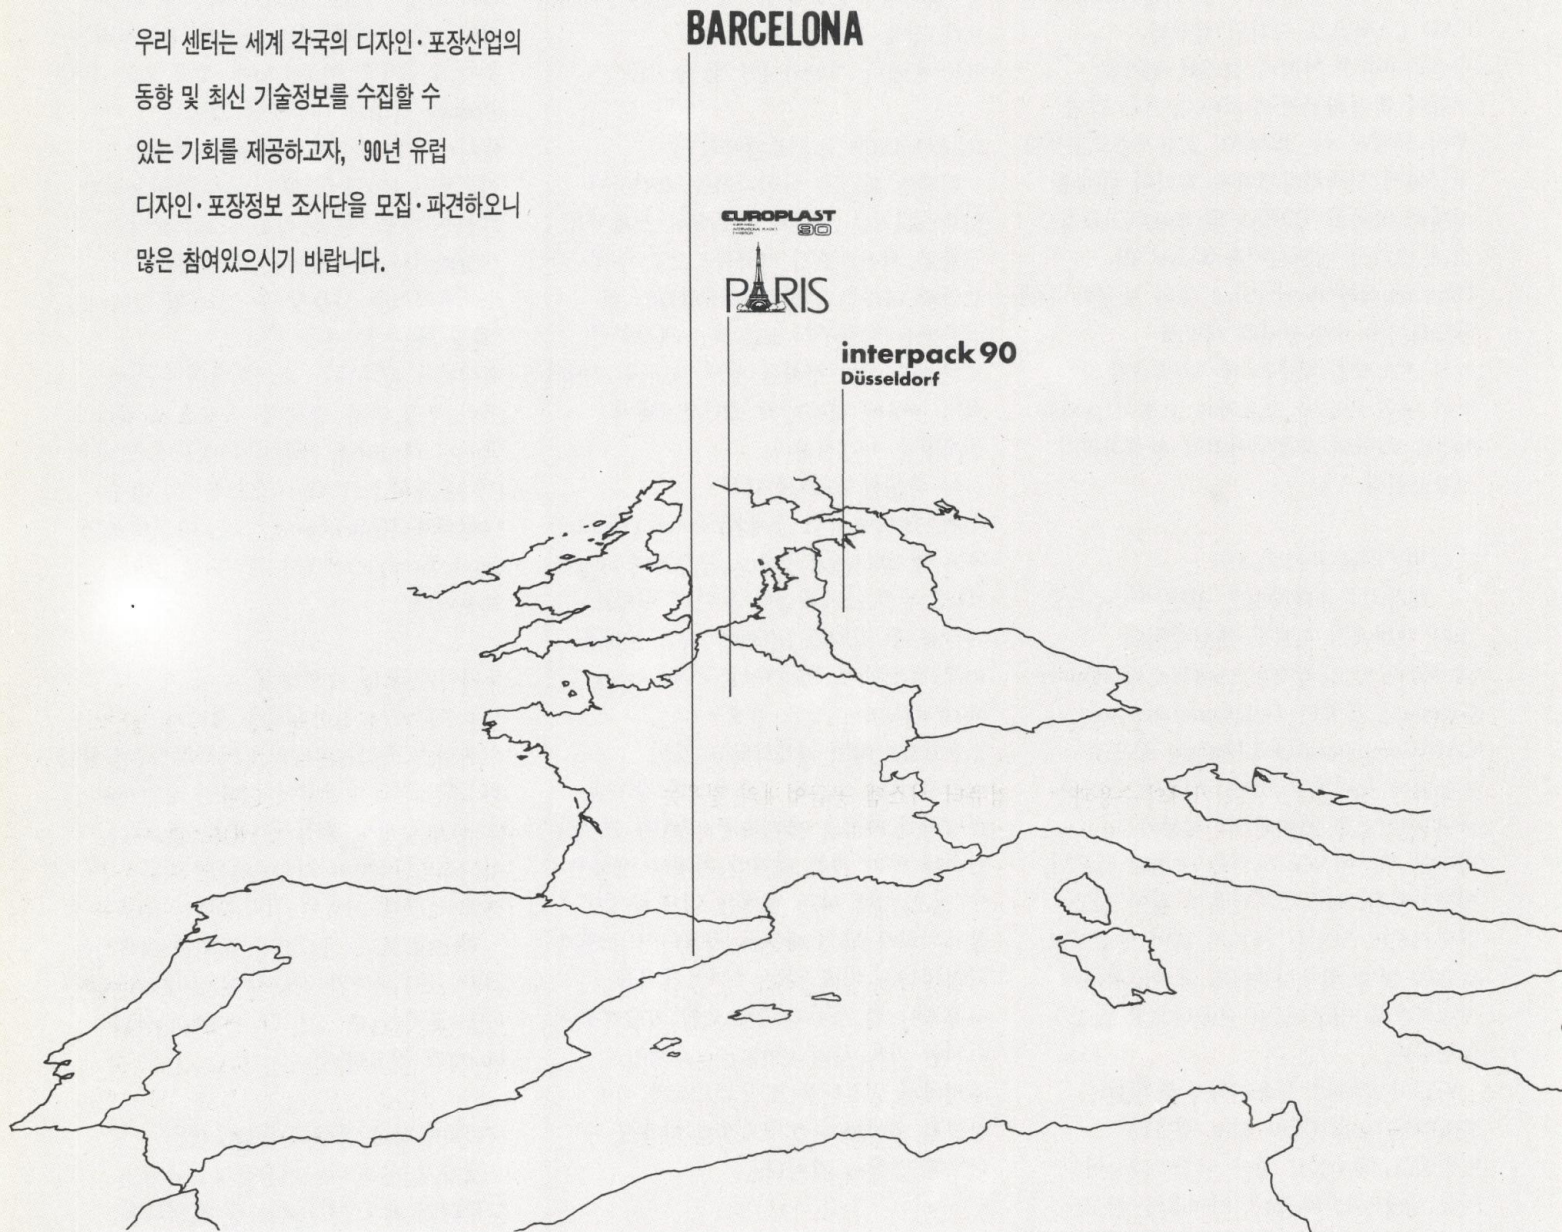 우리 센터는 세계 각국의 디자인·포장산업의
동향 및 최신 기술정보를 수집할 수
있는 기회를 제공하고자, '90년 유럽
디자인·포장정보 조사단을 모집·파견하오니
많은 참여있으시기 바랍니다.
BARCELONA
EUROPLAST
90
PARIS
interpack 90
Düsseldorf